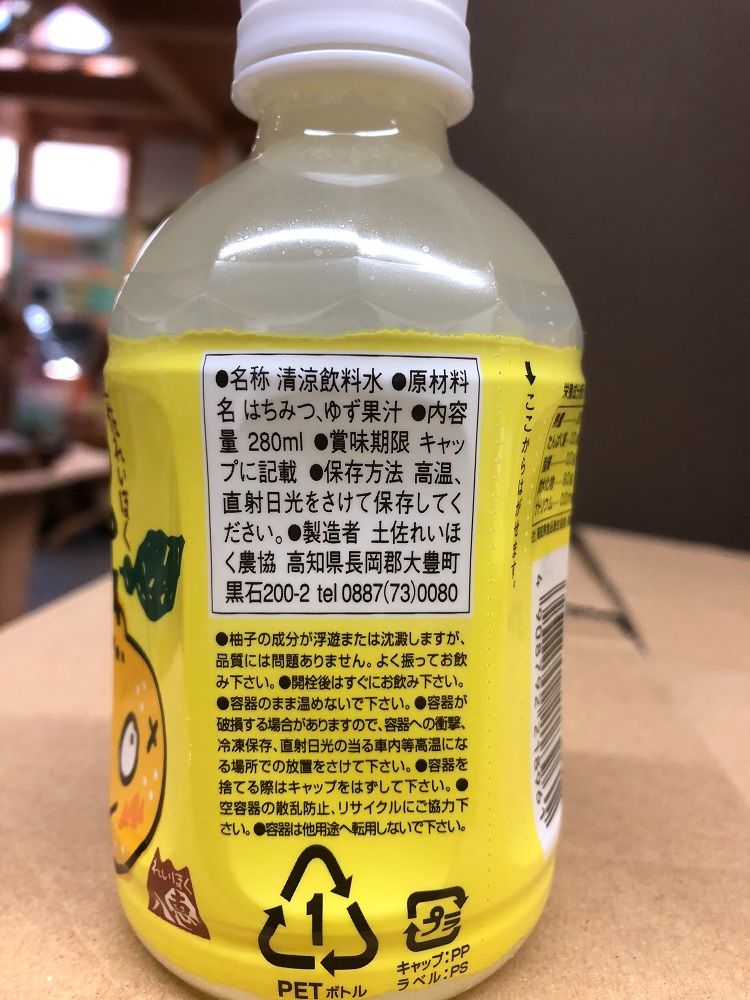 ●名称 清涼飲料水 ●原材料
名 はちみつ、ゆず果汁 ●内容
量 280ml ●賞味期限 キャッ
プに記載 ●保存方法 高温、
直射日光をさけて保存してく
ださい。●製造者 土佐れいほ
く農協 高知県長岡郡大豊町
黒石200-2 tel 0887(73)0080
●柚子の成分が浮遊または沈澱しますが、
品質には問題ありません。よく振ってお飲
み下さい。●開栓後はすぐにお飲み下さい。
●容器のまま温めないで下さい。●容器が
破損する場合がありますので、容器への衝撃、
冷凍保存、直射日光の当る車内等高温にな
る場所での放置をさけて下さい。●容器を
捨てる際はキャップをはずして下さい。●
空容器の散乱防止、リサイクルにご協力下
さい。●容器は他用途へ転用しないで下さい。
1
PETボトル
プラ
キャップ:PP
ラベル:PS
れいほく
八恵
れいほく
ここからはがせます。